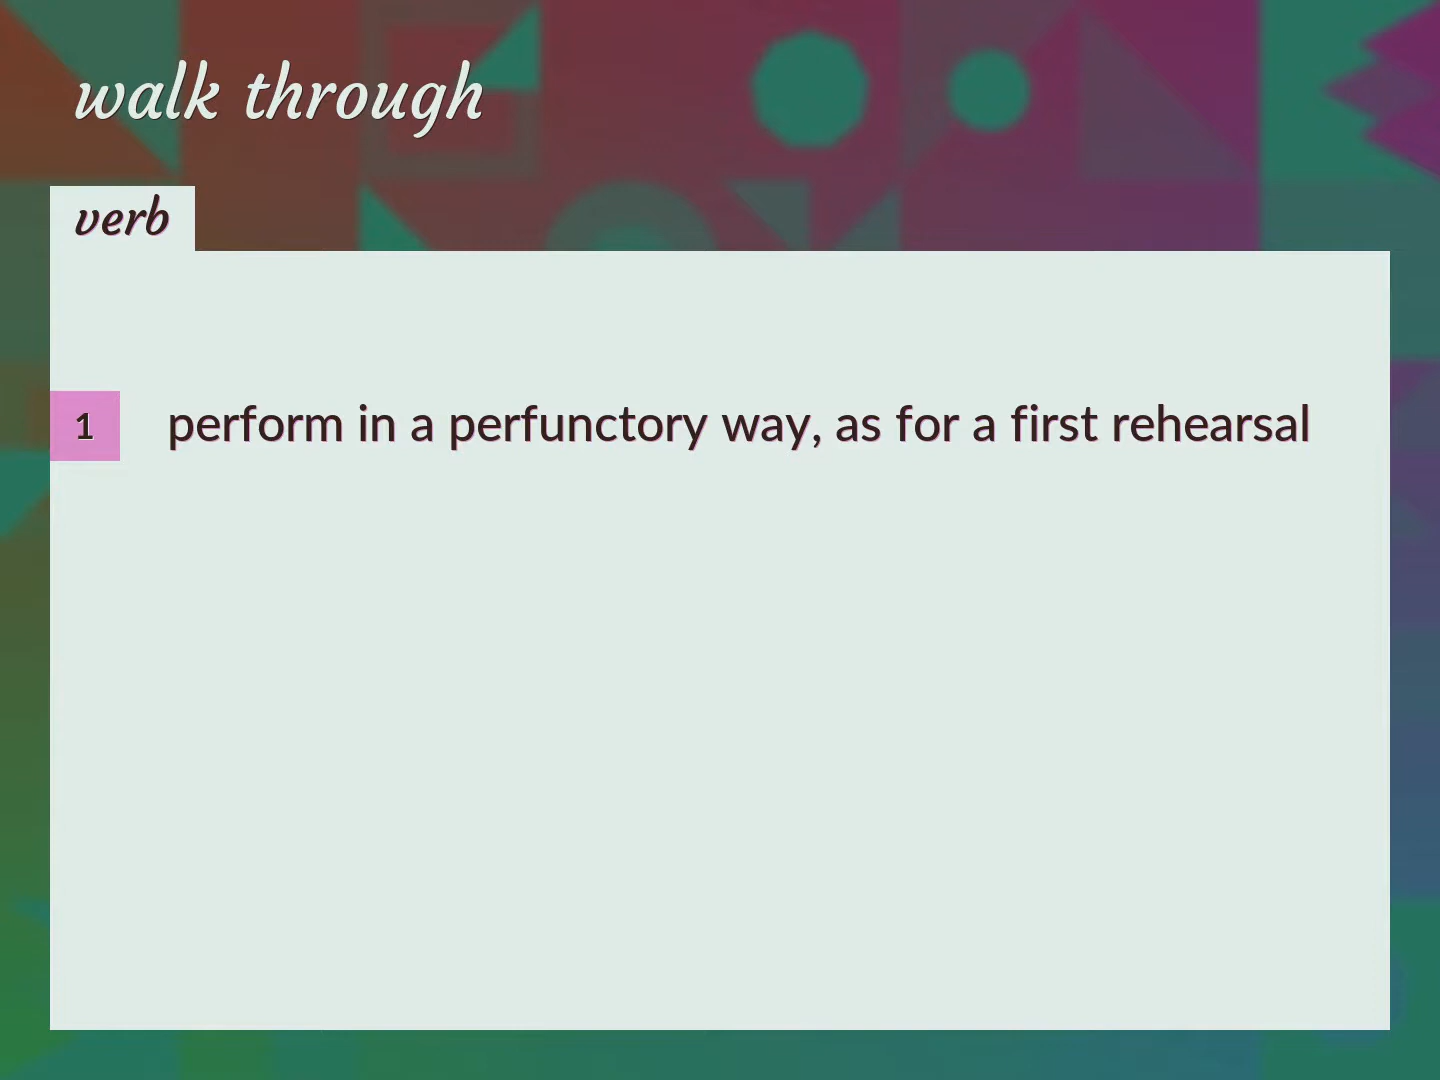 walk through
verb
1 perform in a perfunctory way, as for a first rehearsal